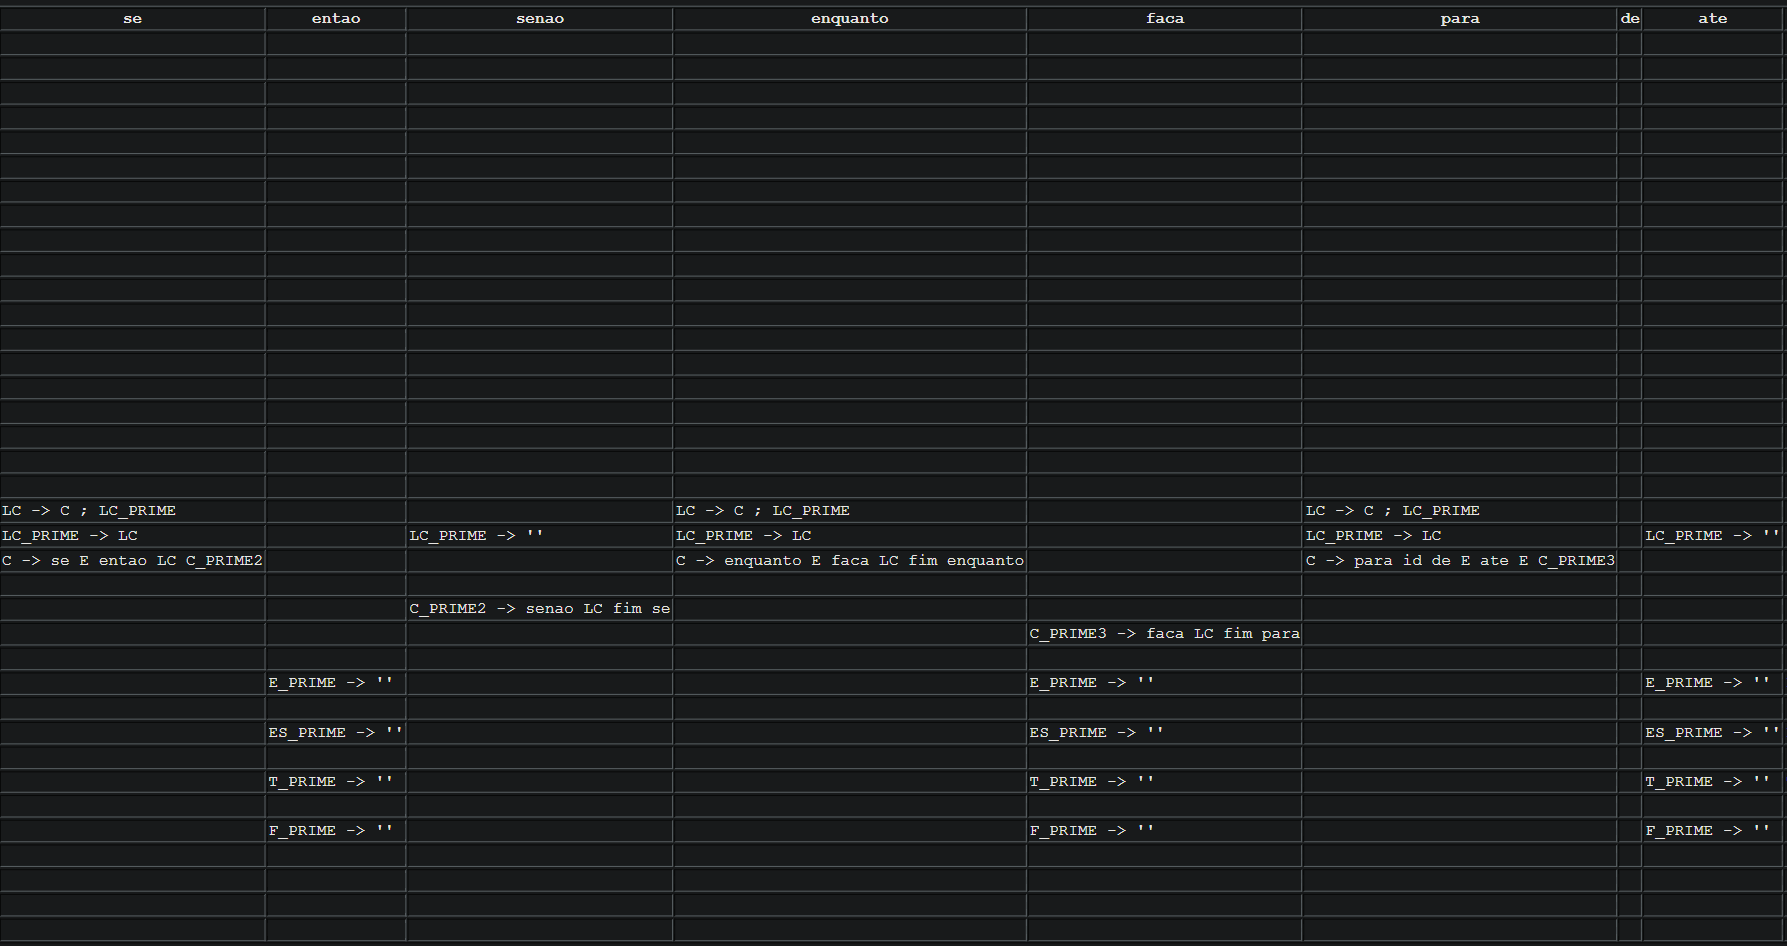 se entao senao enquanto faca para de ate
LC -> C ; LC_PRIME LC -> C ; LC_PRIME LC -> C ; LC_PRIME
LC_PRIME -> LC LC_PRIME -> '' LC_PRIME -> LC LC_PRIME -> LC LC_PRIME -> ''
C -> se E entao LC C_PRIME2 C -> enquanto E faca LC fim enquanto C -> para id de E ate E C_PRIME3
C_PRIME2 -> senao LC fim se
C_PRIME3 -> faca LC fim para
E_PRIME -> '' E_PRIME -> '' E_PRIME -> ''
ES_PRIME -> '' ES_PRIME -> '' ES_PRIME -> ''
T_PRIME -> '' T_PRIME -> '' T_PRIME -> ''
F_PRIME -> '' F_PRIME -> '' F_PRIME -> ''